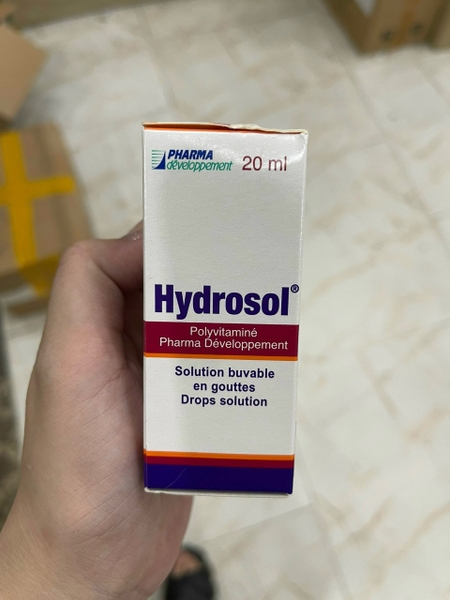 PHARMA
développement 20 ml
Hydrosol®
Polyvitaminé
Pharma Développement
Solution buvable
en gouttes
Drops solution